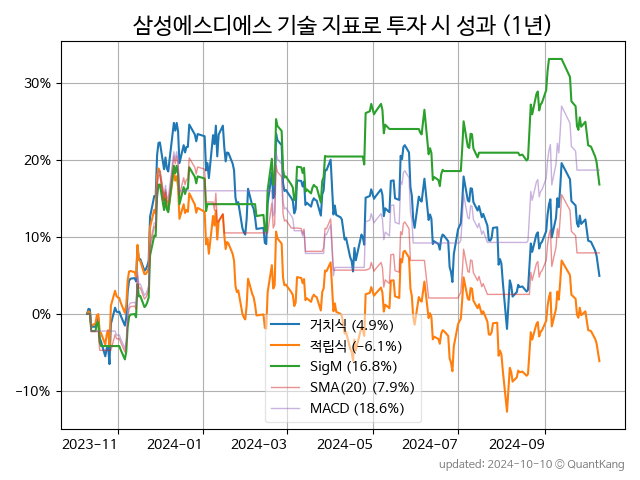 삼성에스디에스 기술 지표로 투자 시 성과 (1년)
30%
20%
10%
0%
−10%
거치식 (4.9%)
적립식 (−6.1%)
SigM (16.8%)
SMA(20) (7.9%)
MACD (18.6%)
2023-11 2024-01 2024-03 2024-05 2024-07 2024-09
updated: 2024-10-10 © QuantKang